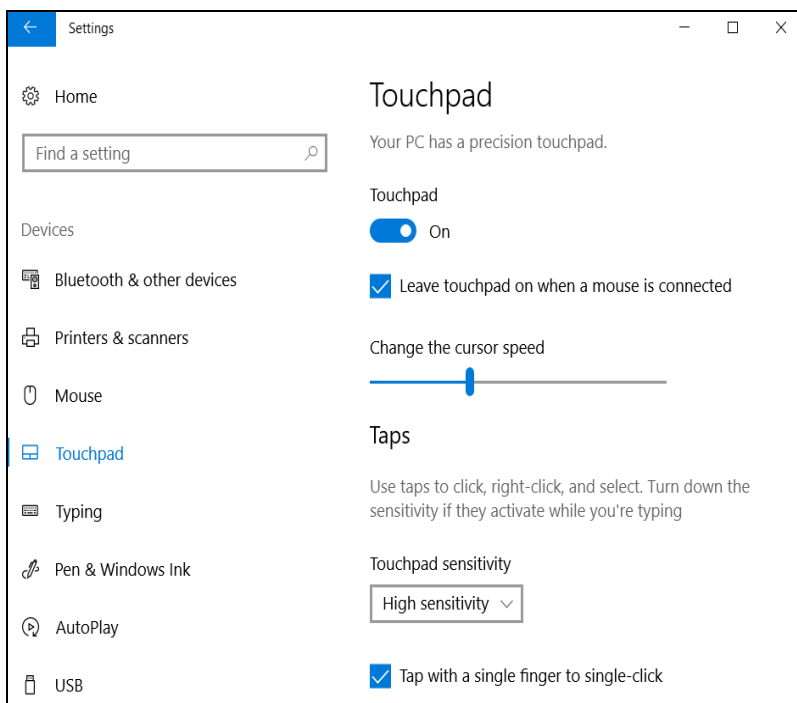 Settings
Home
Find a setting
Devices
Bluetooth & other devices
Printers & scanners
Mouse
Touchpad
Typing
Pen & Windows Ink
AutoPlay
USB
Touchpad
Your PC has a precision touchpad.
Touchpad
On
Leave touchpad on when a mouse is connected
Change the cursor speed
Taps
Use taps to click, right-click, and select. Turn down the
sensitivity if they activate while you're typing
Touchpad sensitivity
High sensitivity
Tap with a single finger to single-click